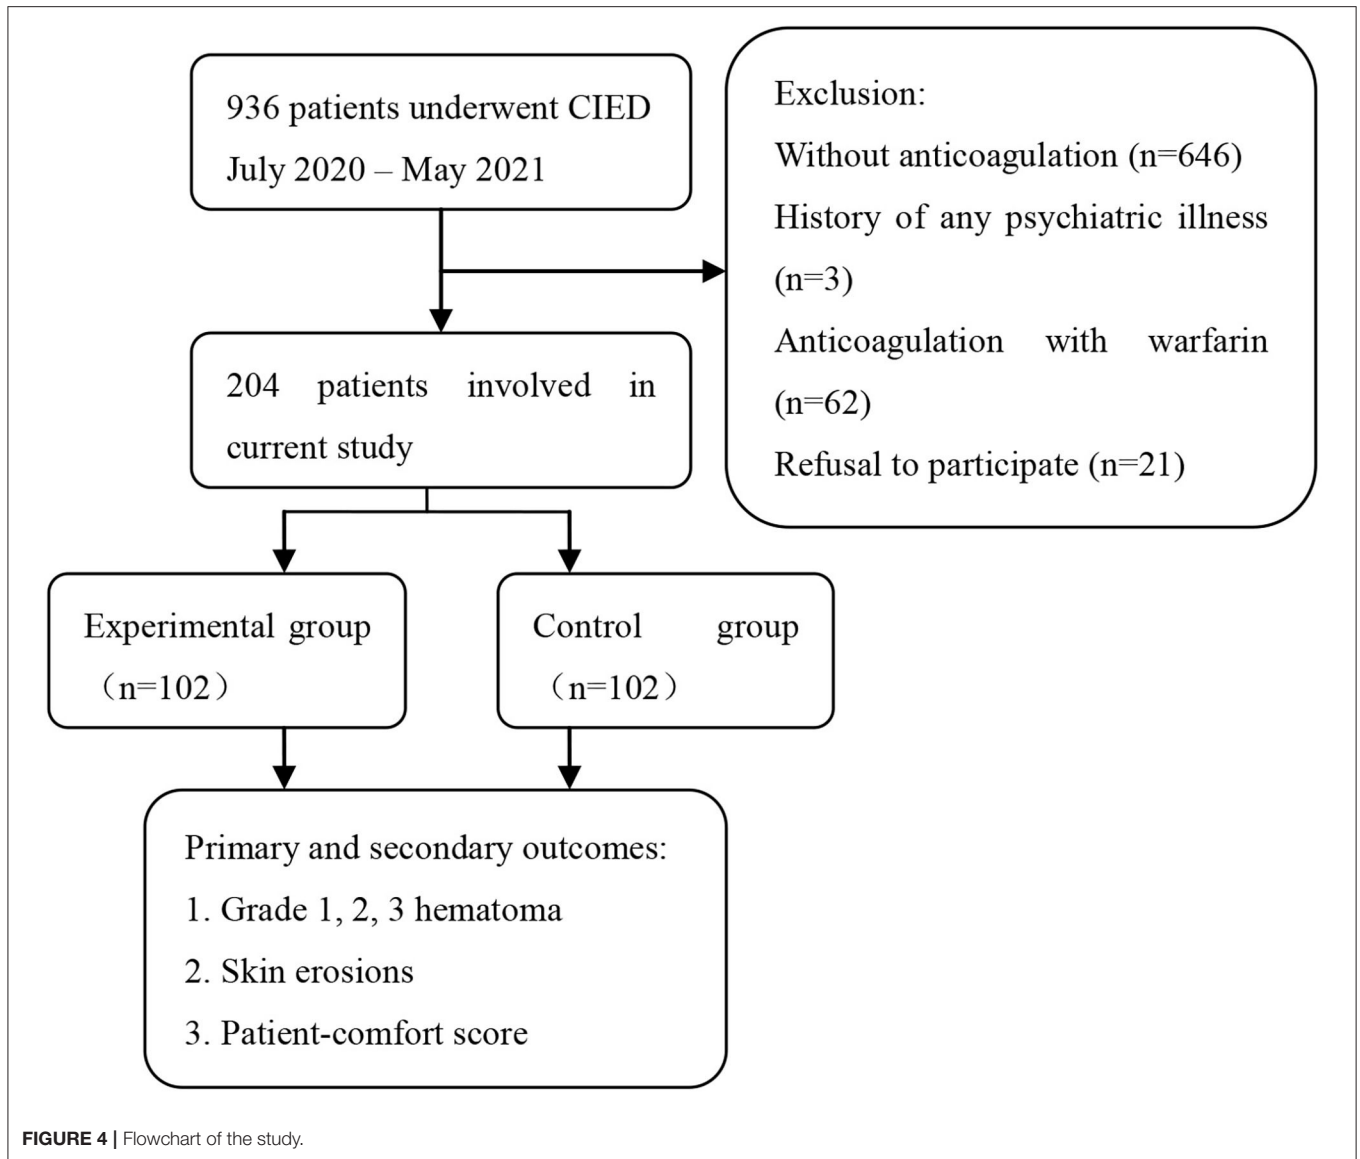 936 patients underwent CIED
July 2020 – May 2021
Exclusion:
Without anticoagulation (n=646)
History of any psychiatric illness
(n=3)
Anticoagulation with warfarin
(n=62)
Refusal to participate (n=21)
204 patients involved in
current study
Experimental group
（n=102）
Control group
（n=102）
Primary and secondary outcomes:
1. Grade 1, 2, 3 hematoma
2. Skin erosions
3. Patient-comfort score
FIGURE 4 | Flowchart of the study.